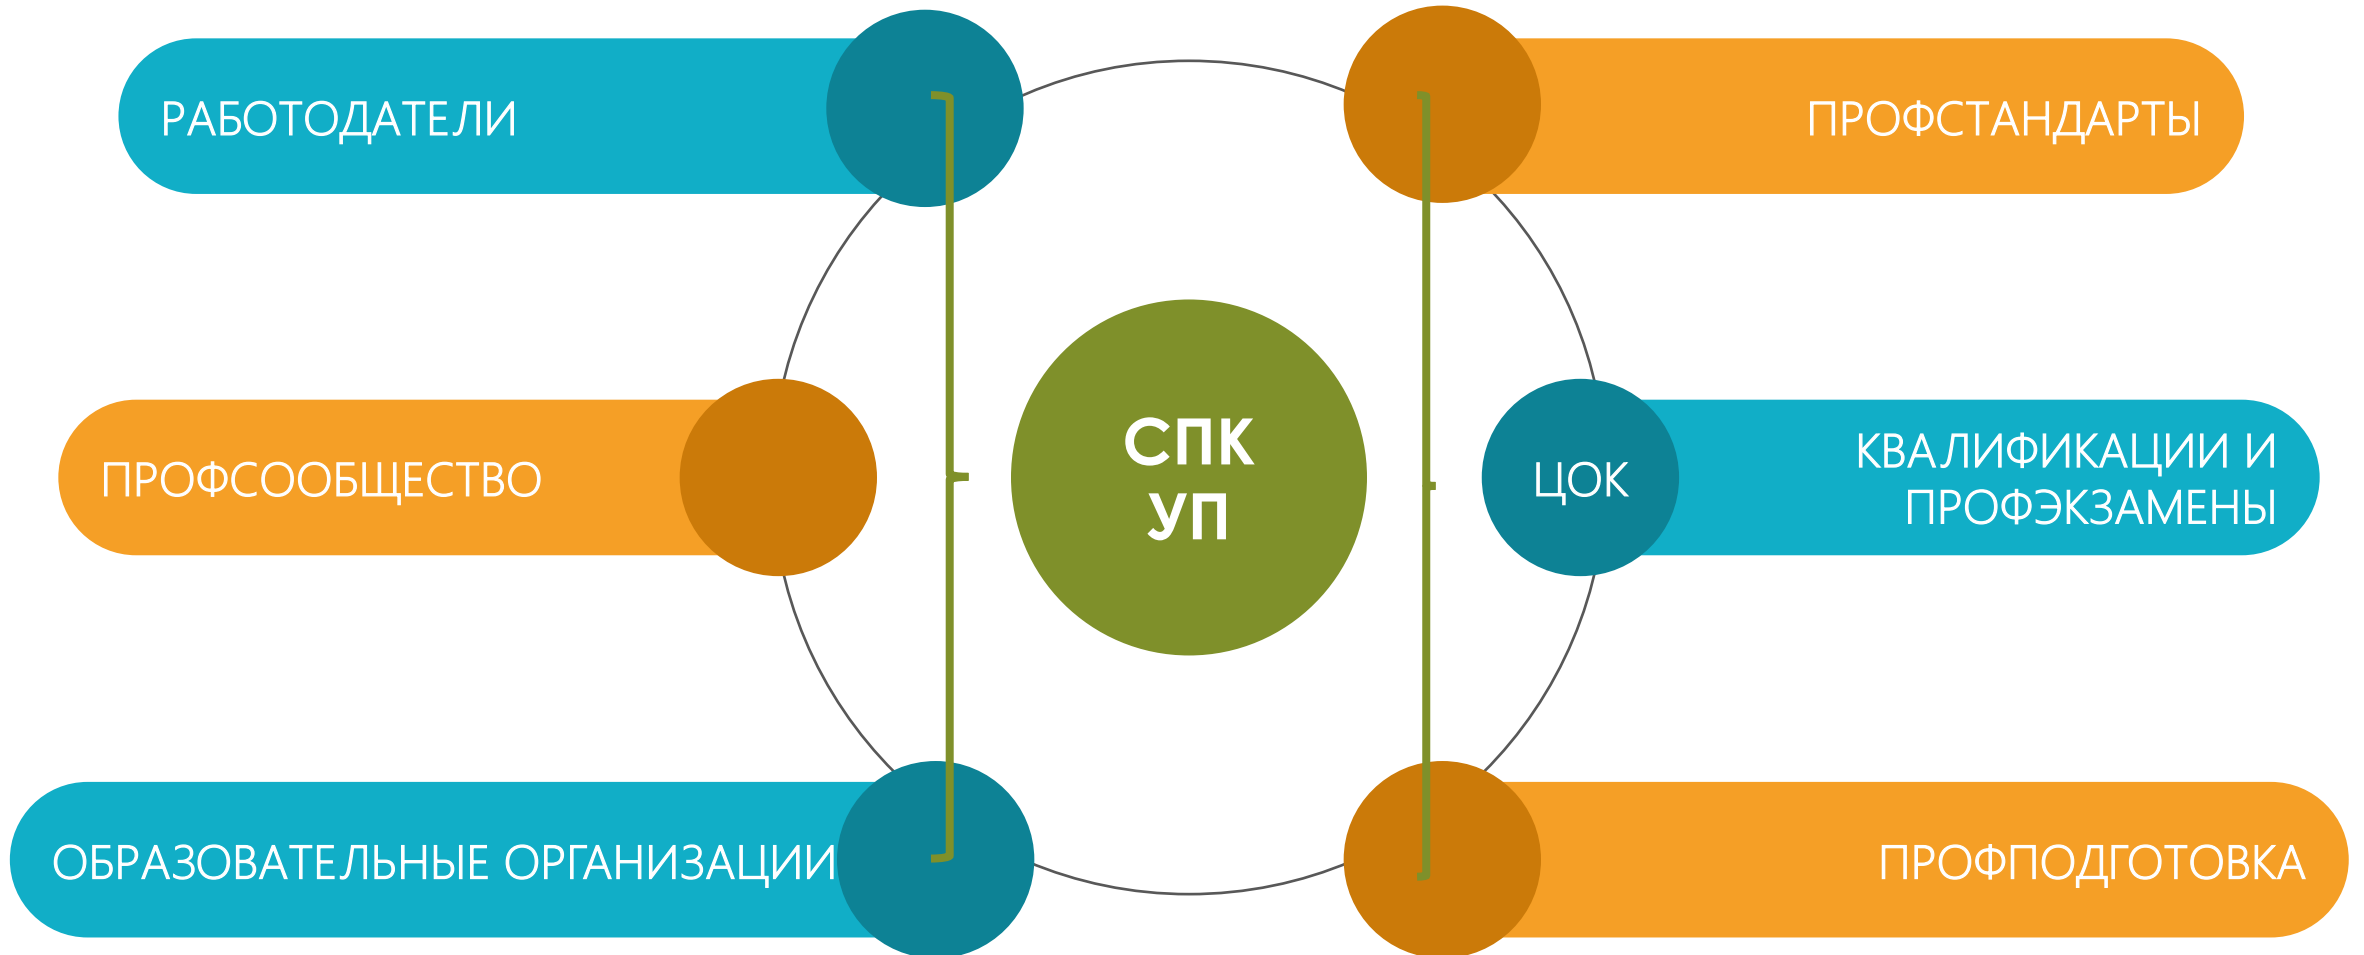 РАБОТОДАТЕЛИ
ПРОФСООБЩЕСТВО
ОБРАЗОВАТЕЛЬНЫЕ ОРГАНИЗАЦИИ
СПК
УП
ПРОФСТАНДАРТЫ
ЦОК
КВАЛИФИКАЦИИ И
ПРОФЭКЗАМЕНЫ
ПРОФПОДГОТОВКА